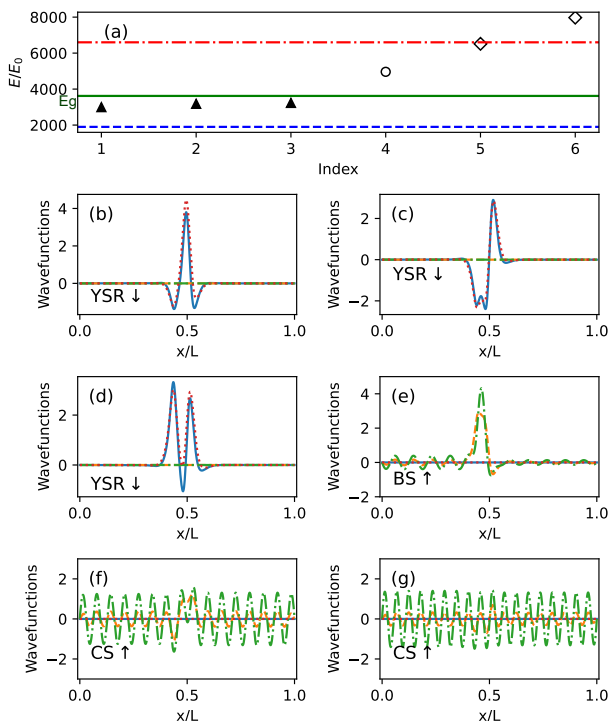 8000
(a)
6000
E/E₀
4000
Eg
2000
1 2 3 4 5 6
Index
(b)
4
2
0
Wavefunctions
YSR ↓
0.0 0.5 1.0
x/L
(c)
2
0
−2
Wavefunctions
YSR ↓
0.0 0.5 1.0
x/L
(d)
2
0
Wavefunctions
YSR ↓
0.0 0.5 1.0
x/L
(e)
4
2
0
−2
Wavefunctions
BS ↑
0.0 0.5 1.0
x/L
(f)
2
0
−2
Wavefunctions
CS ↑
0.0 0.5 1.0
x/L
(g)
2
0
−2
Wavefunctions
CS ↑
0.0 0.5 1.0
x/L